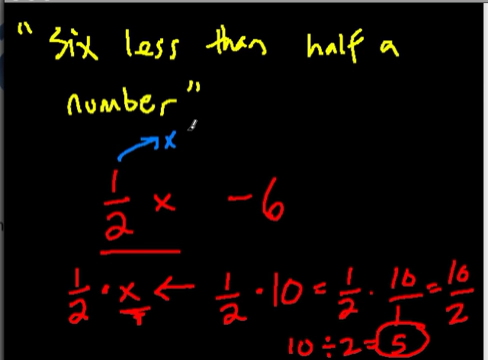 "Six less than half a
number"
→ x
1/2 x - 6
1/2 · x ← 1/2 · 10 = 1/2 · 10/1 = 10/2
10 ÷ 2 = 5